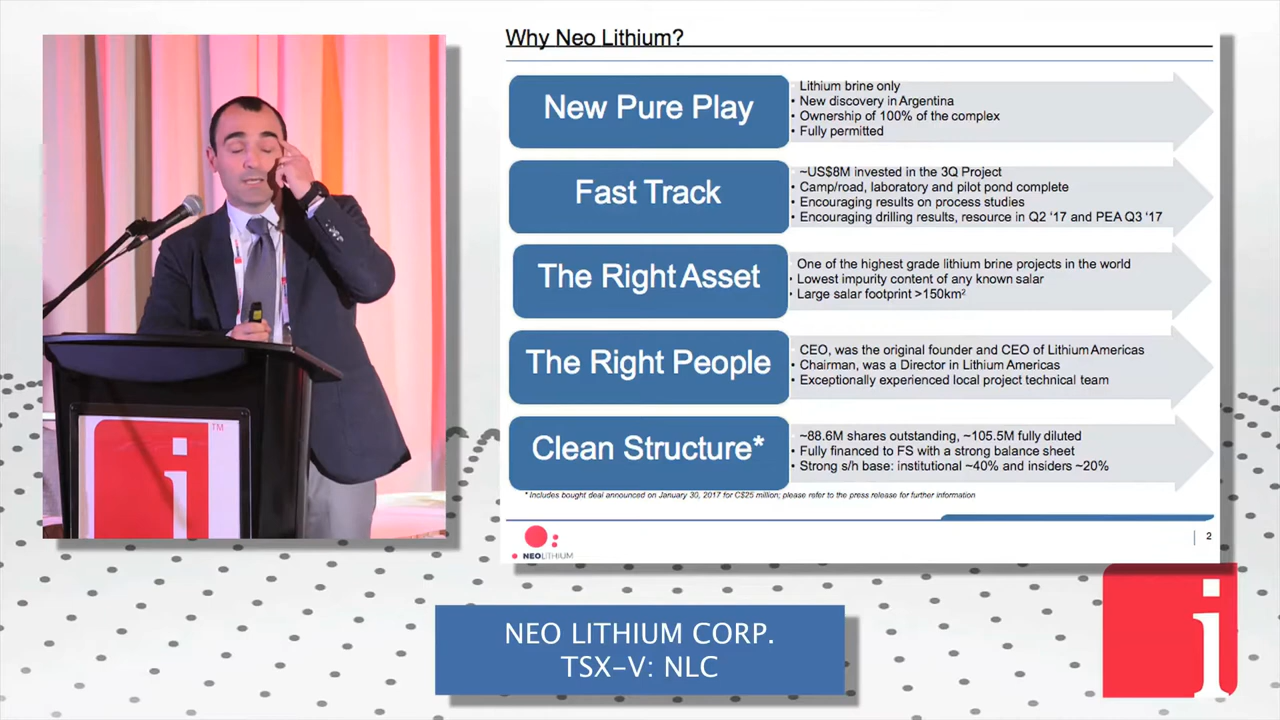 Why Neo Lithium?
New Pure Play
Lithium brine only
• New discovery in Argentina
• Ownership of 100% of the complex
• Fully permitted
Fast Track
~US$8M invested in the 3Q Project
• Camp/road, laboratory and pilot pond complete
• Encouraging results on process studies
• Encouraging drilling results, resource in Q2 ‘17 and PEA Q3 ‘17
The Right Asset
One of the highest grade lithium brine projects in the world
• Lowest impurity content of any known salar
• Large salar footprint >150km²
The Right People
CEO, was the original founder and CEO of Lithium Americas
• Chairman, was a Director in Lithium Americas
• Exceptionally experienced local project technical team
Clean Structure*
~88.6M shares outstanding, ~105.5M fully diluted
• Fully financed to FS with a strong balance sheet
• Strong s/h base: institutional ~40% and insiders ~20%
* Includes bought deal announced on January 30, 2017 for C$25 million; please refer to the press release for further information
NEOLITHIUM
2
i
TM
NEO LITHIUM CORP.
TSX-V: NLC
i